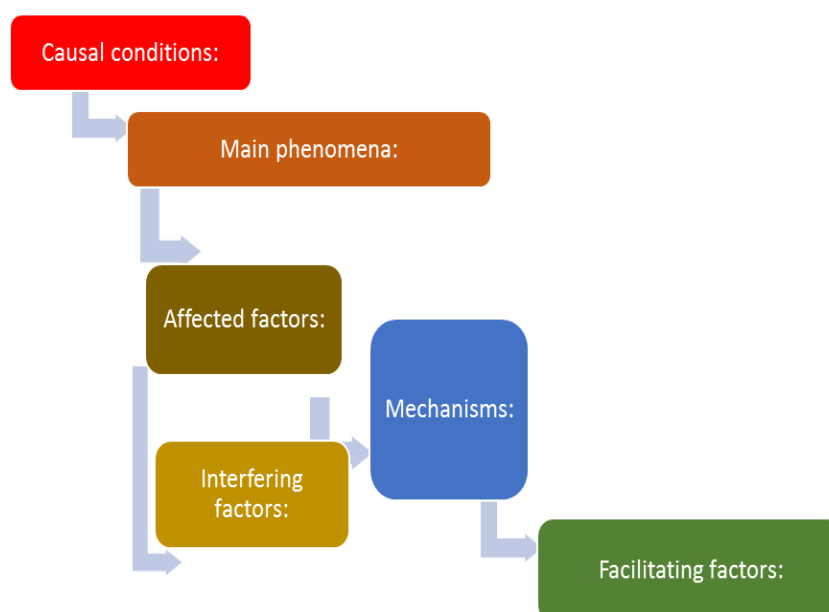 Causal conditions:
Main phenomena:
Affected factors:
Mechanisms:
Interfering
factors:
Facilitating factors: